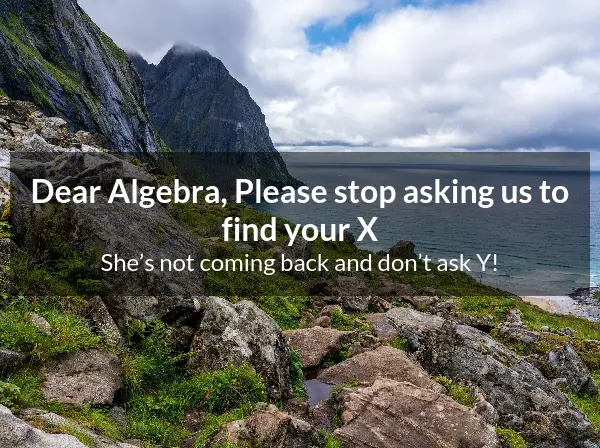 Dear Algebra, Please stop asking us to
find your X
She’s not coming back and don’t ask Y!